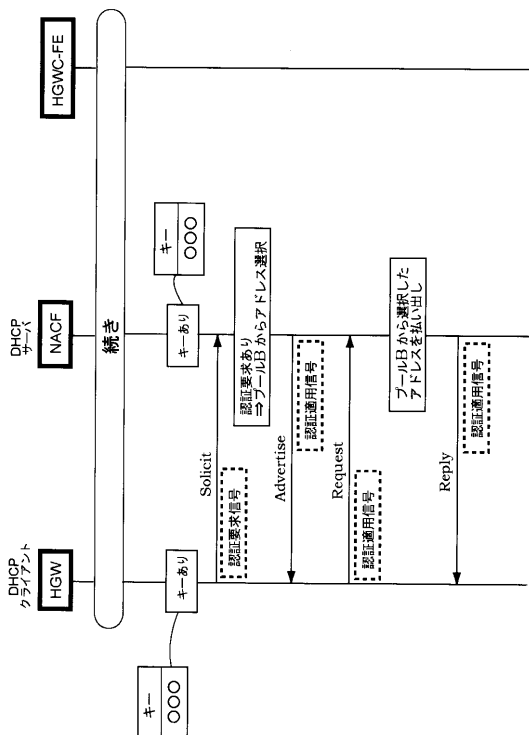 DHCP
クライアント
HGW
DHCP
サーバ
NACF
HGWC-FE
続き
キー
○○○
キーあり
キーあり
キー
○○○
Solicit
認証要求信号
認証要求あり
⇒プールBからアドレス選択
Advertise
認証適用信号
Request
認証適用信号
プールBから選択した
アドレスを払い出し
Reply
認証適用信号